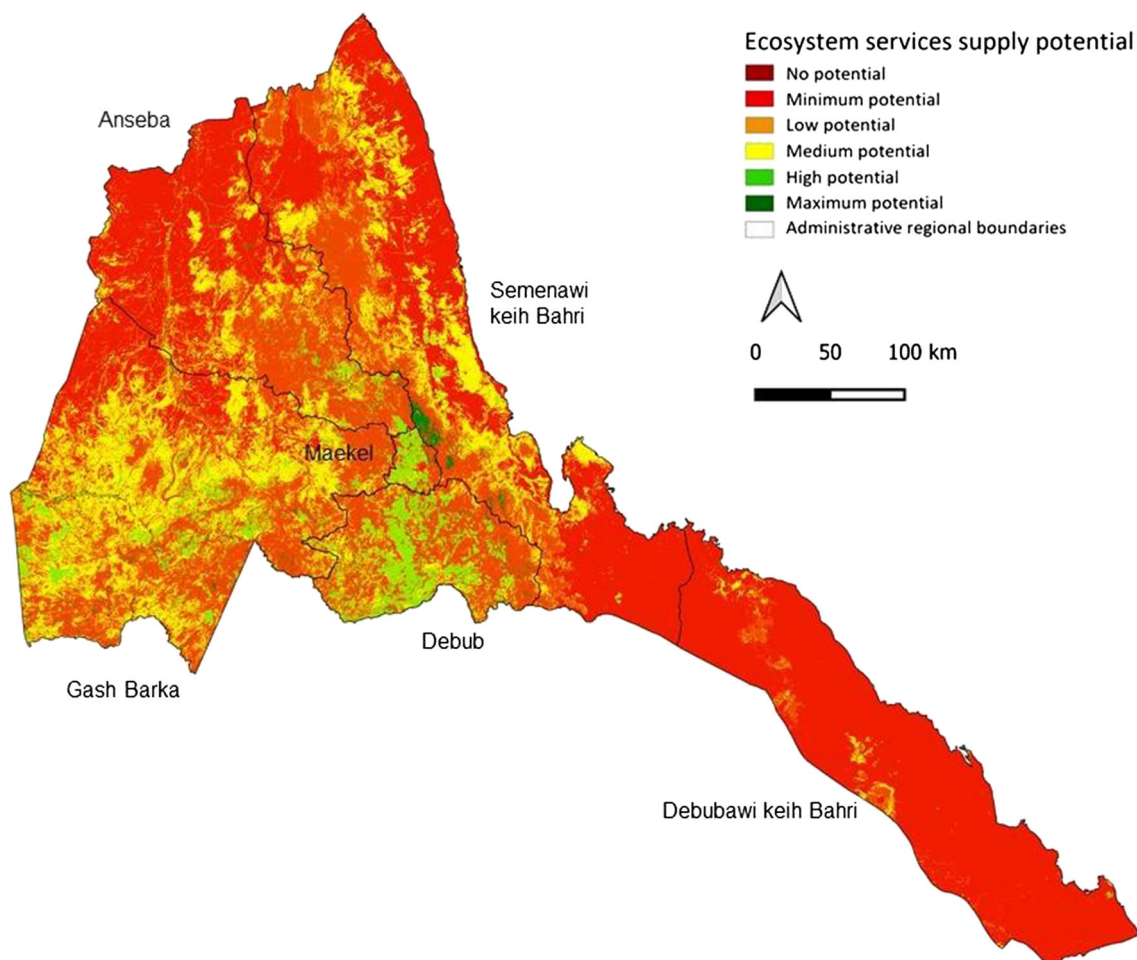 Ecosystem services supply potential
No potential
Minimum potential
Low potential
Medium potential
High potential
Maximum potential
Administrative regional boundaries
Anseba
Semenawi
keih Bahri
0 50 100 km
Maekel
Debub
Gash Barka
Debubawi keih Bahri